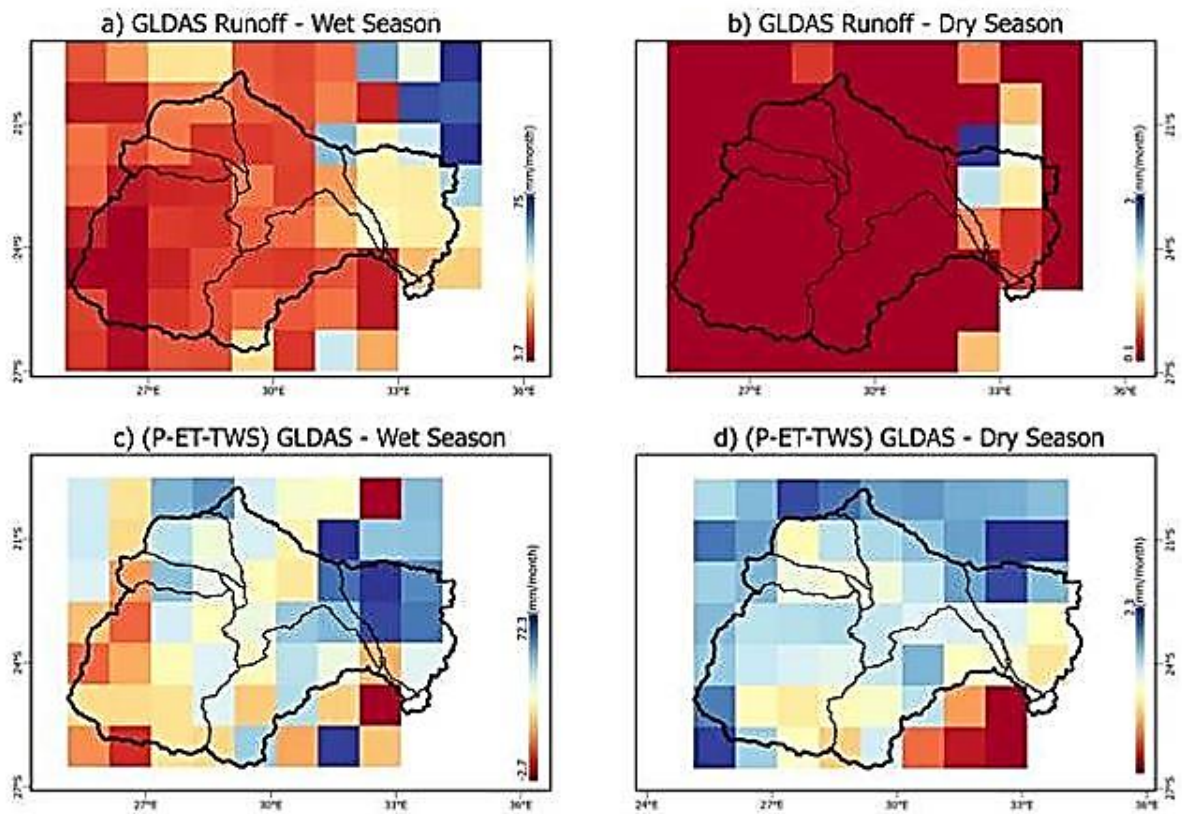 a) GLDAS Runoff - Wet Season
b) GLDAS Runoff - Dry Season
21°S
24°S
27°S
75
(mm/month)
3.7
27°E
30°E
33°E
36°E
2
(mm/month)
0.1
21°S
24°S
27°S
27°E
30°E
33°E
36°E
c) (P-ET-TWS) GLDAS - Wet Season
d) (P-ET-TWS) GLDAS - Dry Season
21°S
24°S
27°S
72.3
(mm/month)
-2.7
27°E
30°E
33°E
36°E
2.3
(mm/month)
21°S
24°S
27°S
24°E
27°E
30°E
33°E
36°E